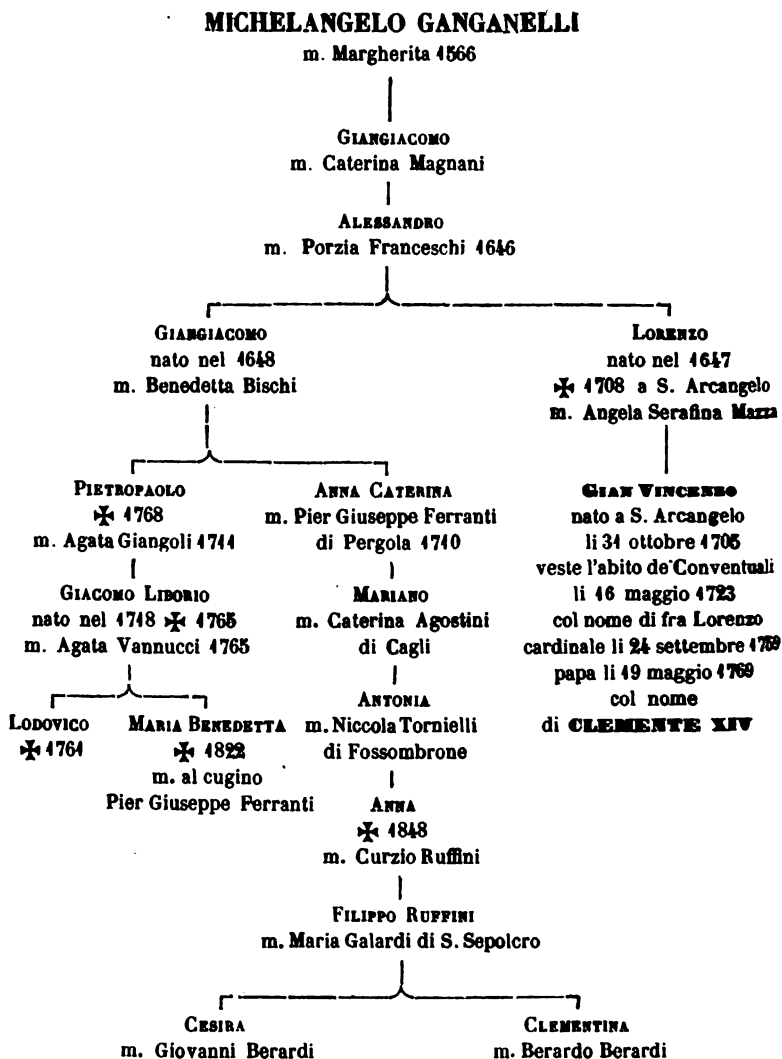 MICHELANGELO GANGANELLI
m. Margherita 1566
GIANGIACOMO
m. Caterina Magnani
ALESSANDRO
m. Porzia Franceschi 1646
GIANGIACOMO
nato nel 1648
m. Benedetta Bischi
LORENZO
nato nel 1647
✠ 1708 a S. Arcangelo
m. Angela Serafina Mazza
PIETROPAOLO
✠ 1768
m. Agata Giangoli 1744
GIACOMO LIBORIO
nato nel 1718 ✠ 1765
m. Agata Vannucci 1765
LODOVICO
✠ 1761
MARIA BENEDETTA
✠ 1822
m. al cugino
Pier Giuseppe Ferranti
ANNA CATERINA
m. Pier Giuseppe Ferranti
di Pergola 1710
MARIANO
m. Caterina Agostini
di Cagli
ANTONIA
m. Niccola Tornielli
di Fossombrone
ANNA
✠ 1848
m. Curzio Ruffini
FILIPPO RUFFINI
m. Maria Galardi di S. Sepolcro
CESIRA
m. Giovanni Berardi
CLEMENTINA
m. Berardo Berardi
GIAN VINCENZO
nato a S. Arcangelo
li 31 ottobre 1705
veste l'abito de' Conventuali
li 16 maggio 1723
col nome di fra Lorenzo
cardinale li 24 settembre 1759
papa li 19 maggio 1769
col nome
di CLEMENTE XIV